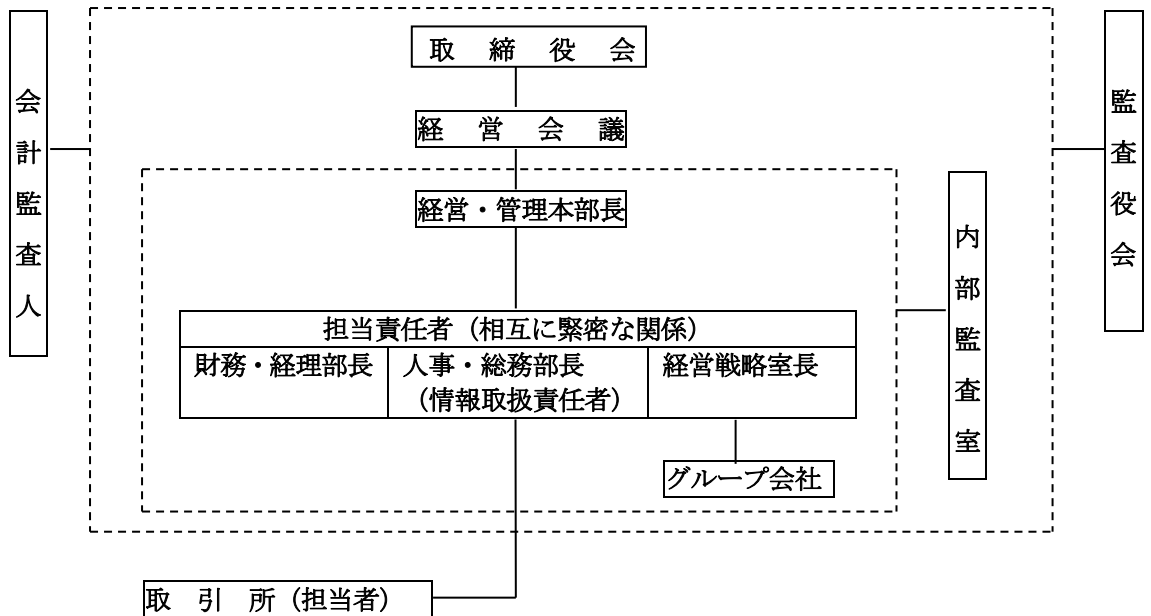 取締役会
経営会議
経営・管理本部長
担当責任者（相互に緊密な関係）
財務・経理部長
人事・総務部長
（情報取扱責任者）
経営戦略室長
グループ会社
取引所（担当者）
会計監査人
内部監査室
監査役会